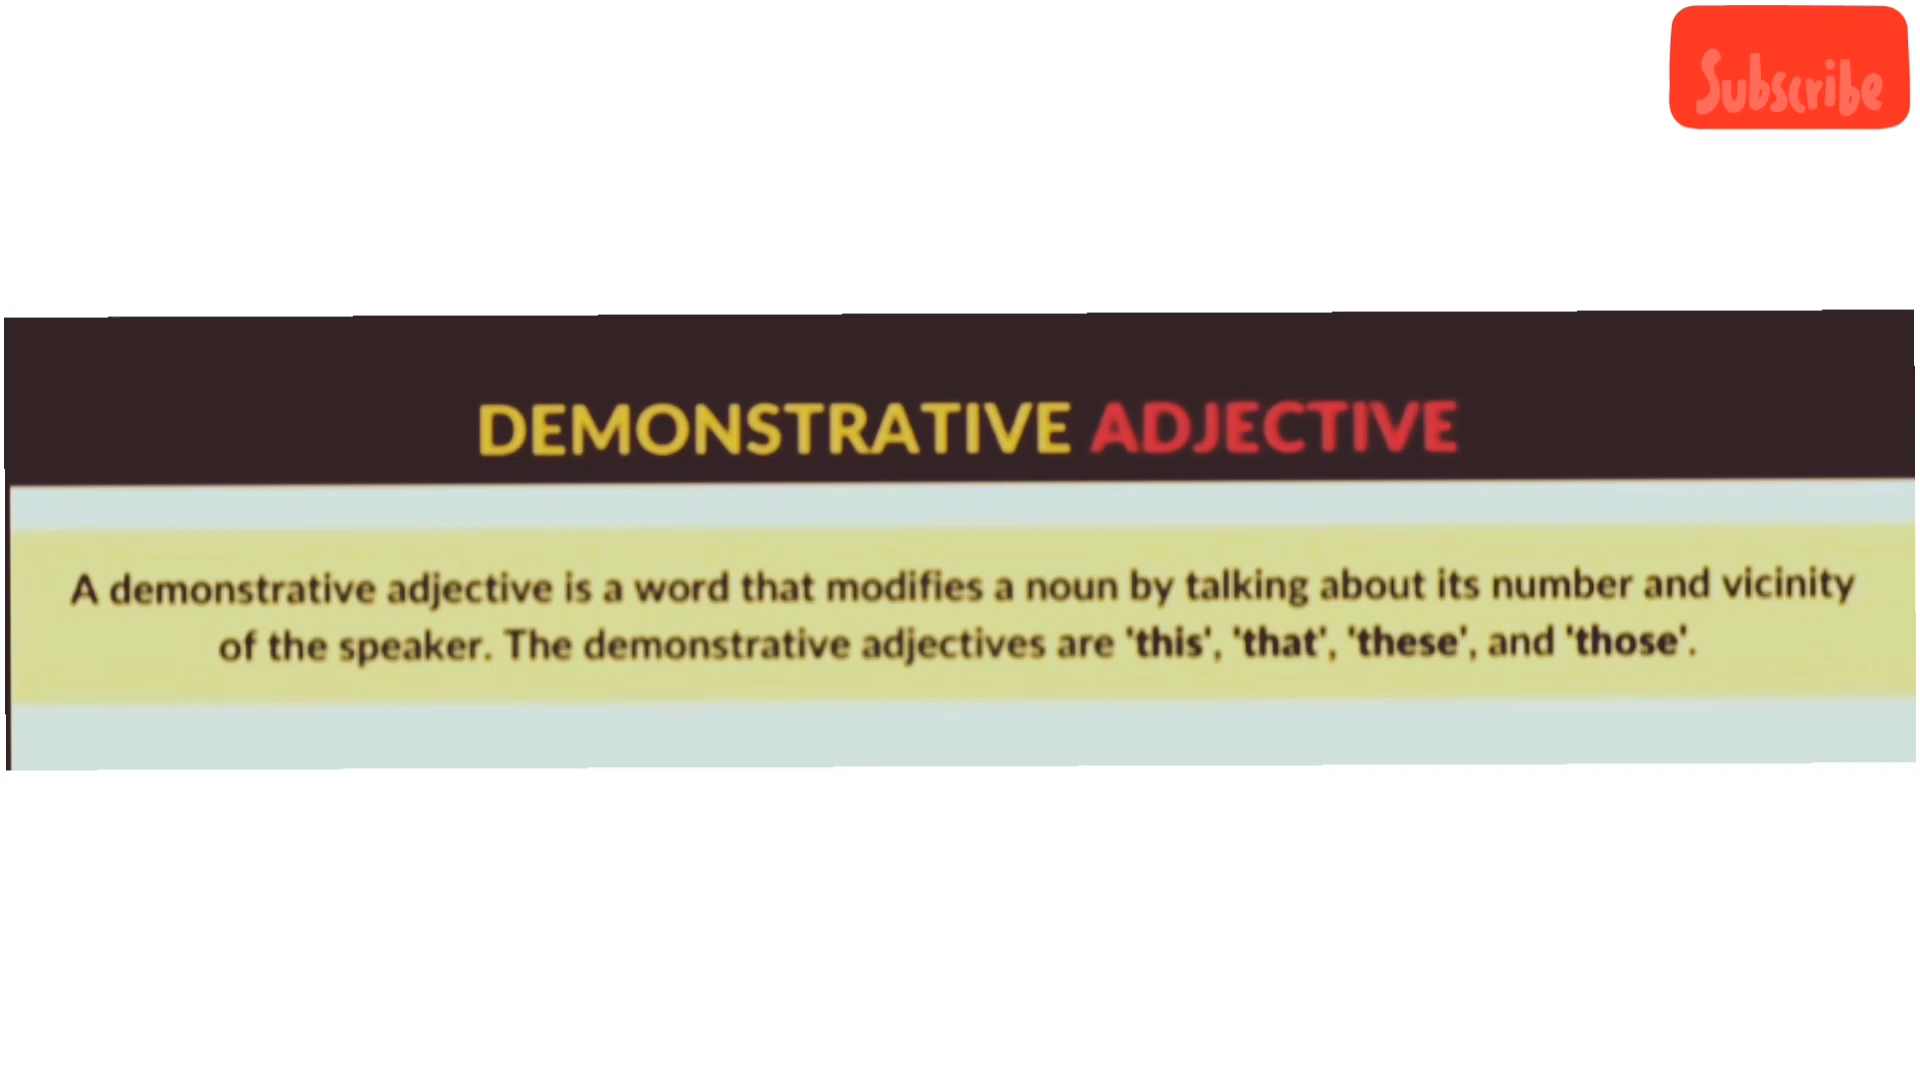 Subscribe
DEMONSTRATIVE ADJECTIVE
A demonstrative adjective is a word that modifies a noun by talking about its number and vicinity
of the speaker. The demonstrative adjectives are 'this', 'that', 'these', and 'those'.